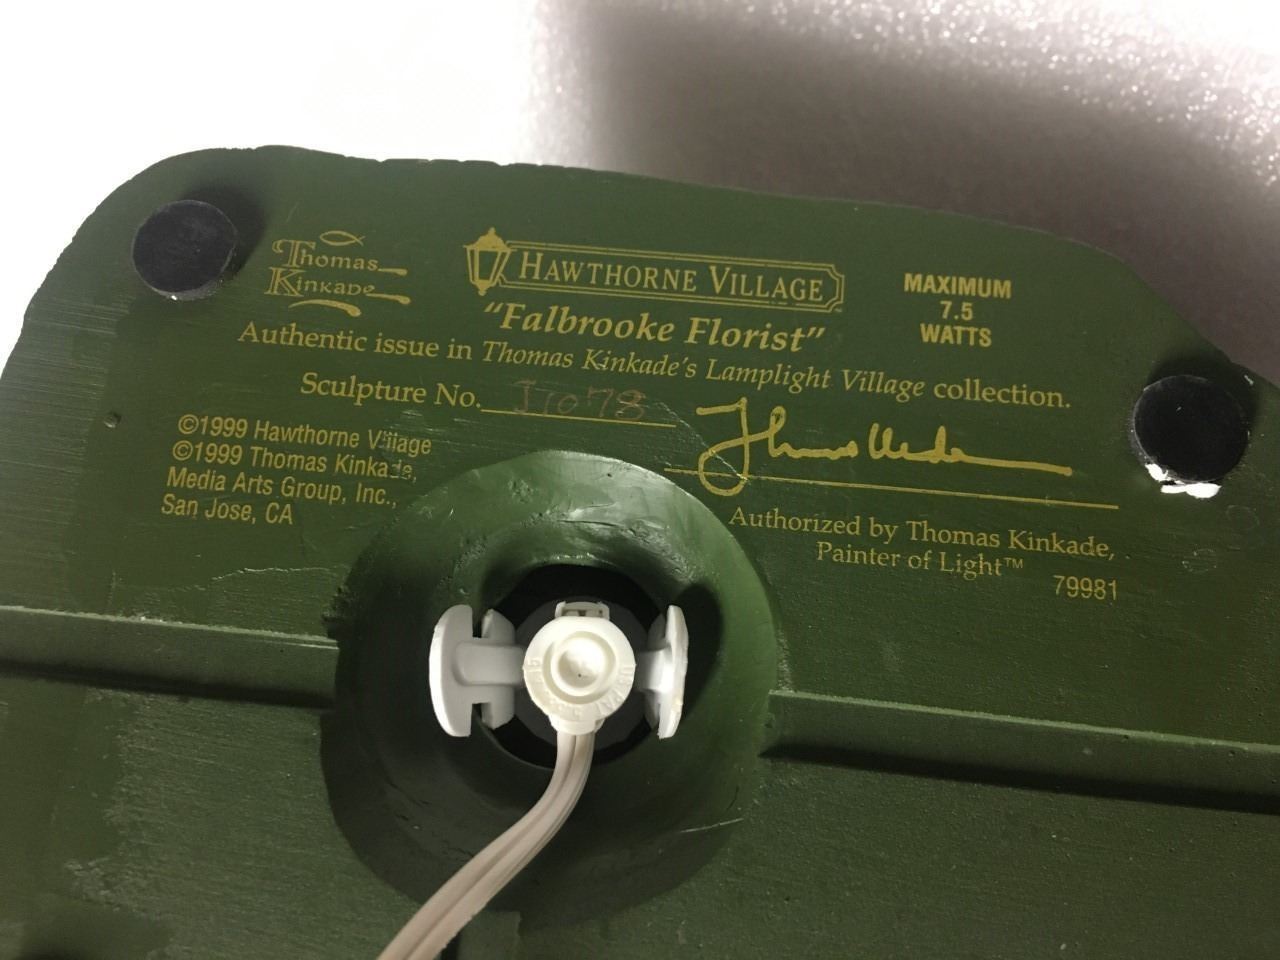 Thomas
Kinkade
HAWTHORNE VILLAGE
MAXIMUM
7.5
WATTS
"Falbrooke Florist"
Authentic issue in Thomas Kinkade's Lamplight Village collection.
Sculpture No.
©1999 Hawthorne Village
©1999 Thomas Kinkade,
Media Arts Group, Inc.,
San Jose, CA
Authorized by Thomas Kinkade,
Painter of Light™
79981